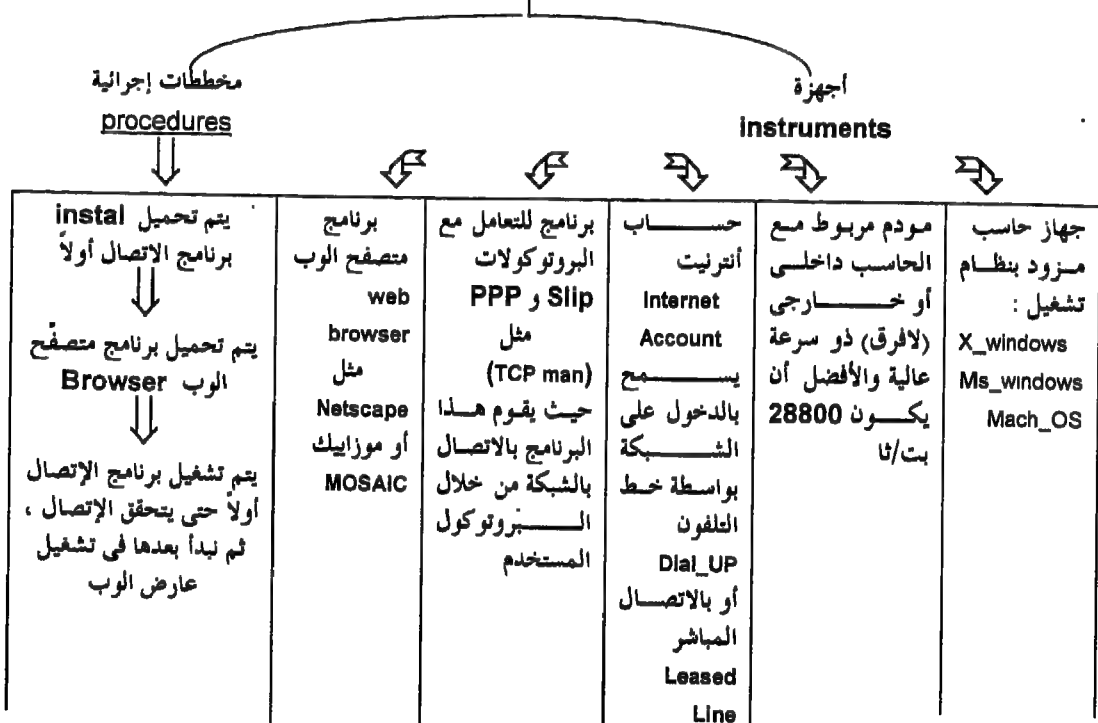 أجهزة
instruments
مخططات إجرائية
procedures
جهاز حاسب
مزود بنظام
تشغيل :
X_windows
Ms_windows
Mach_OS
مودم مربوط مع
الحاسب داخلى
أو خارجى
(لافرق) ذو سرعة
عالية والأفضل أن
يكون 28800
بت/ثا
حساب
أنترنيت
Internet
Account
يسمح
بالدخول على
الشبكة
بواسطة خط
التلفون
Dial_UP
أو بالاتصال
المباشر
Leased
Line
برنامج للتعامل مع
البروتوكولات
Slip و PPP
مثل
(TCP man)
حيث يقوم هذا
البرنامج بالاتصال
بالشبكة من خلال
البروتوكول
المستخدم
برنامج
متصفح الوب
web
browser
مثل
Netscape
أو موزاييك
MOSAIC
يتم تحميل instal
برنامج الاتصال أولاً
يتم تحميل برنامج متصفّح
الوب Browser
يتم تشغيل برنامج الإتصال
أولاً حتى يتحقق الإتصال ،
ثم نبدأ بعدها فى تشغيل
عارض الوب